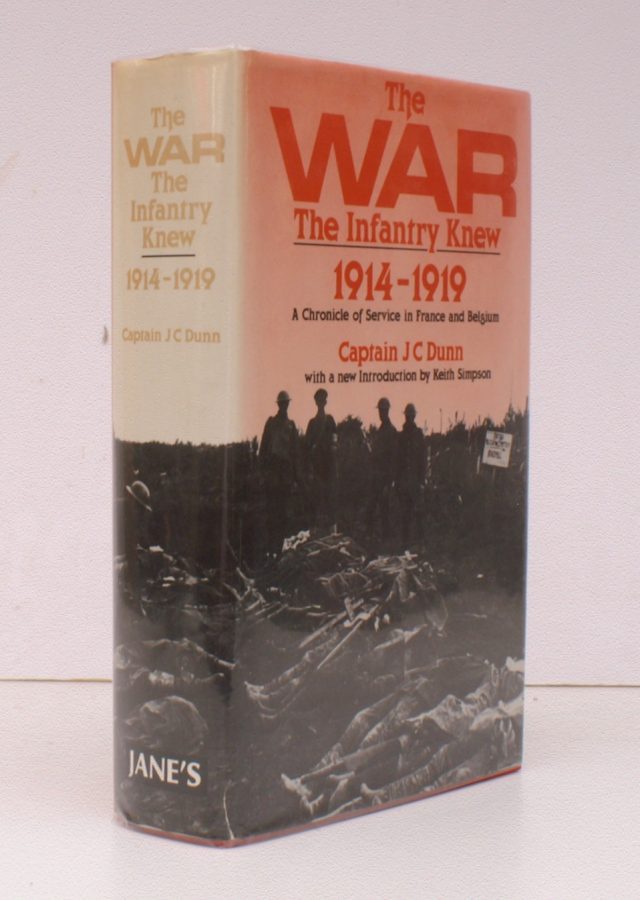 The
WAR
The
Infantry
Knew
1914-1919
Captain J C Dunn
JANE'S
The
WAR
The Infantry Knew
1914-1919
A Chronicle of Service in France and Belgium
Captain J C Dunn
with a new Introduction by Keith Simpson